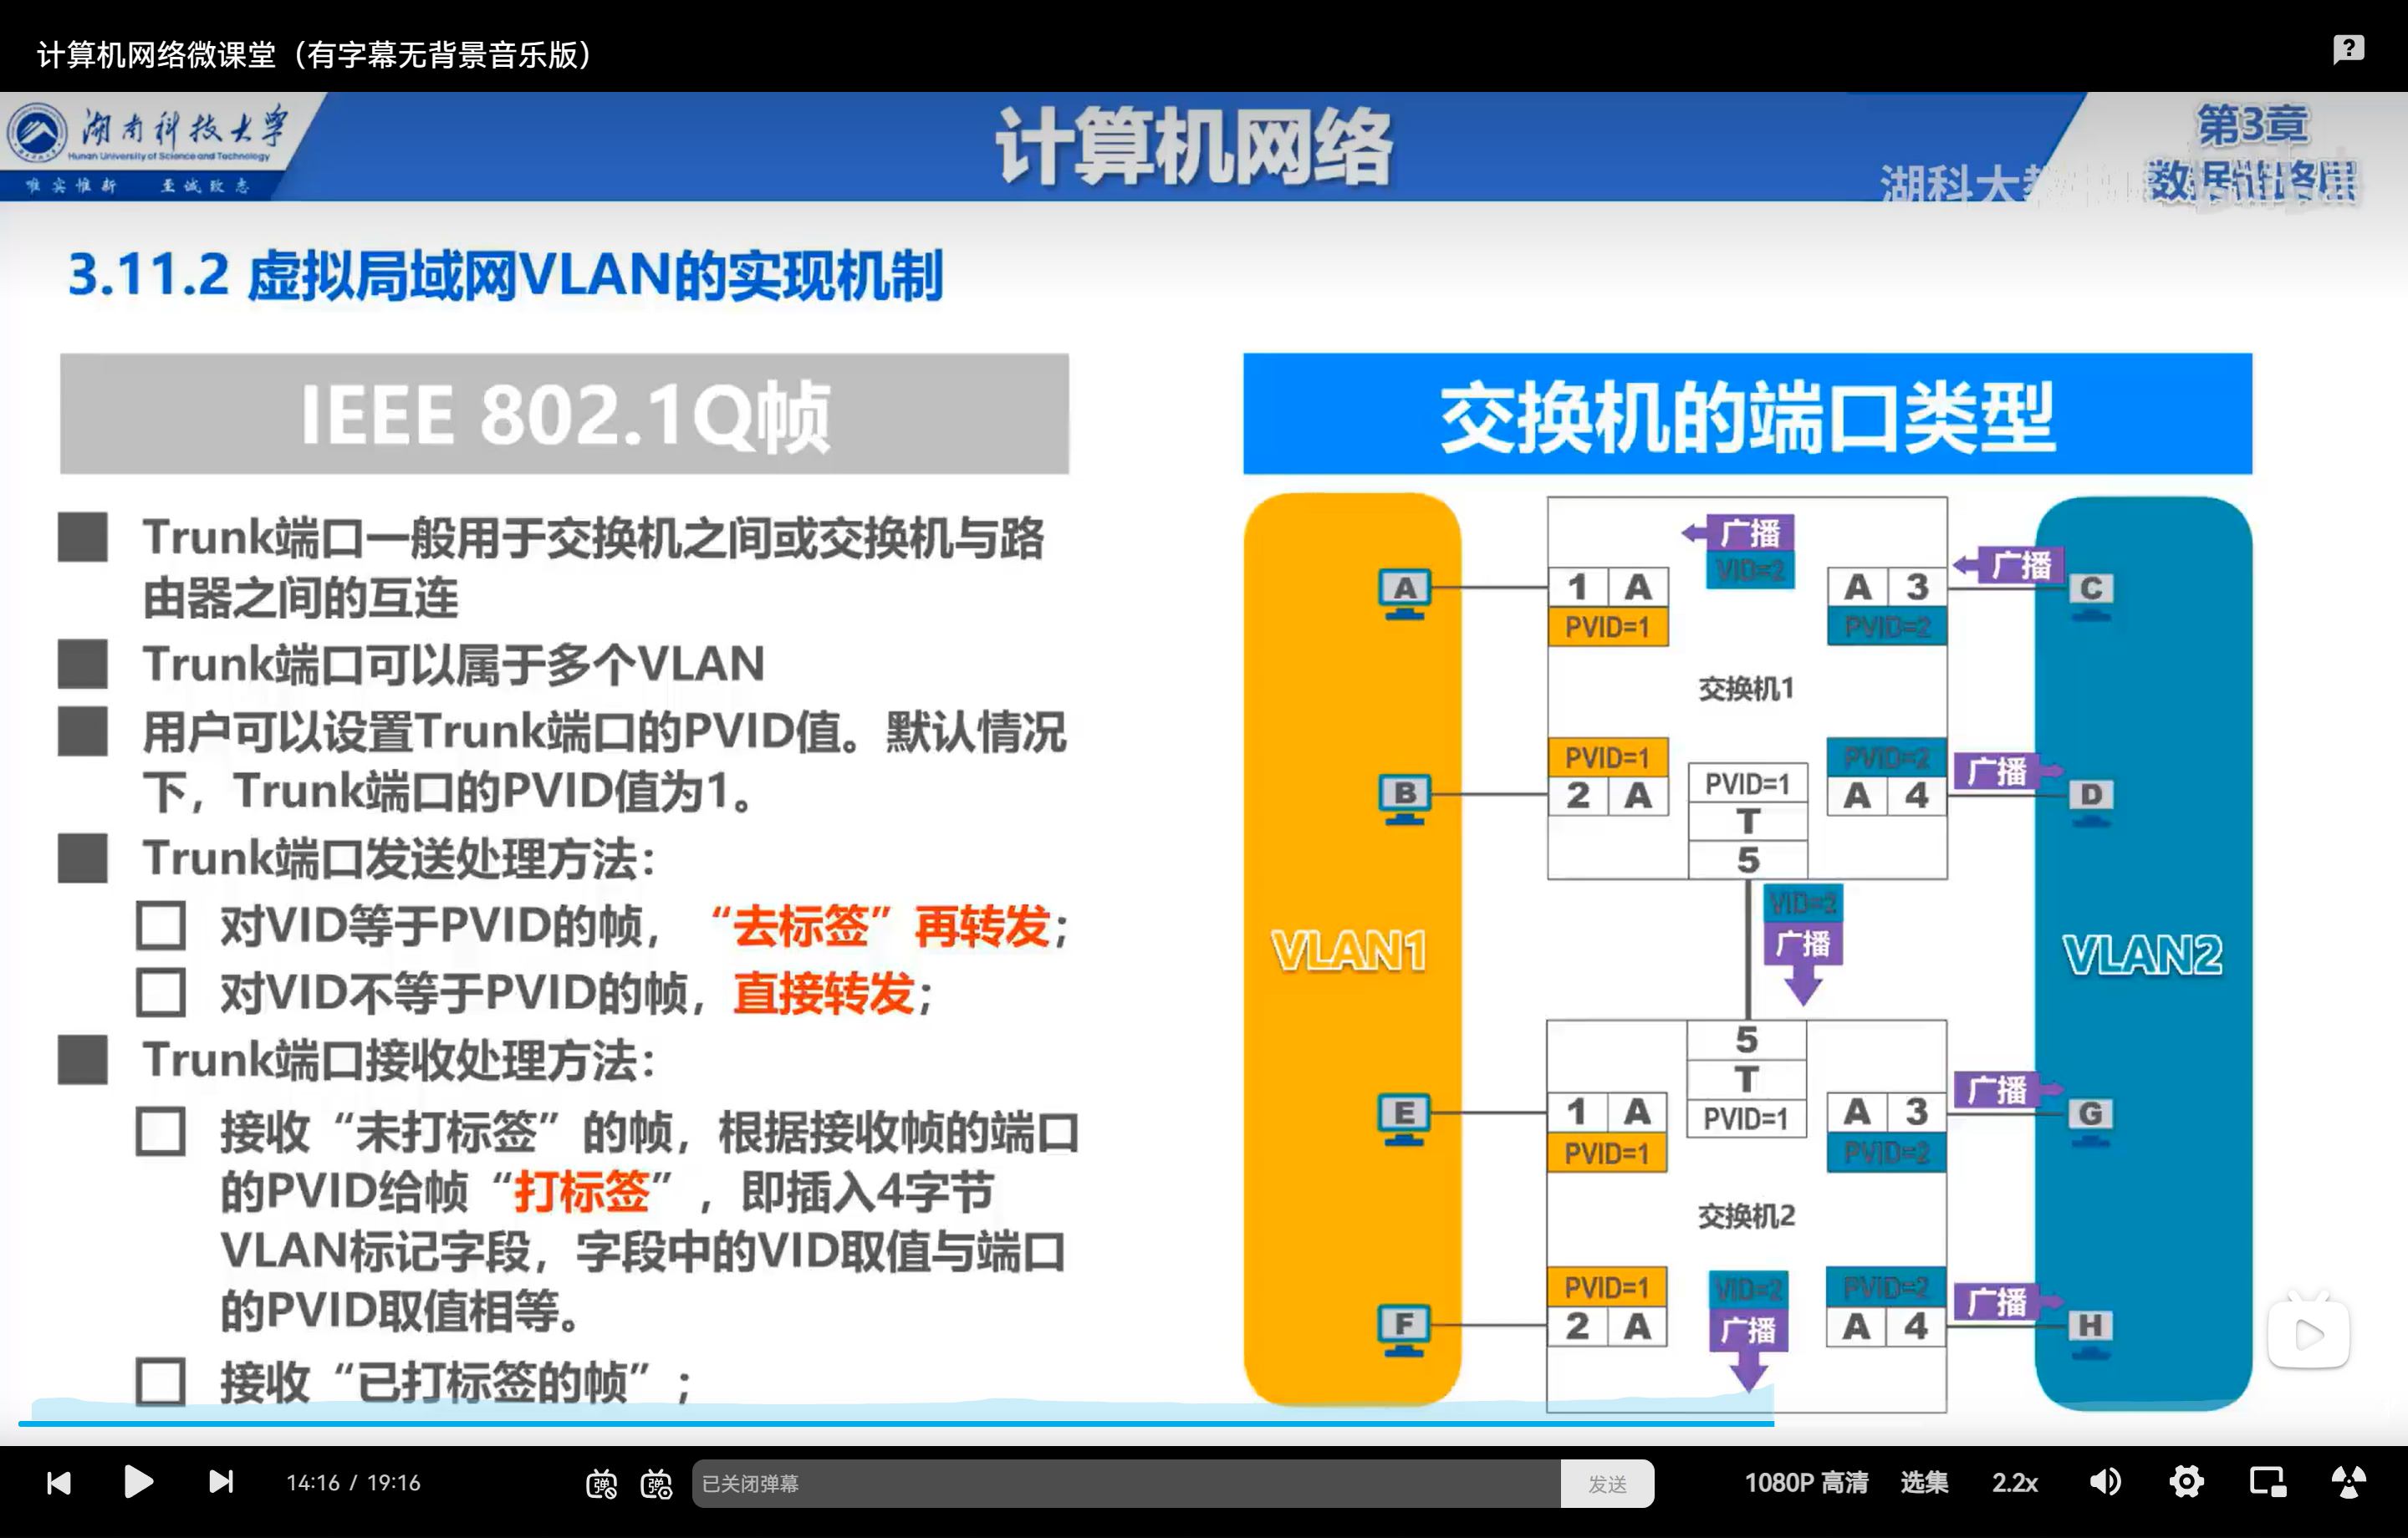 计算机网络微课堂（有字幕无背景音乐版）
湖南科技大学
Hunan University of Science and Technology
唯实惟新 至诚致志
计算机网络
第3章
数据链路层
湖科大教
3.11.2 虚拟局域网VLAN的实现机制
IEEE 802.1Q帧
Trunk端口一般用于交换机之间或交换机与路
由器之间的互连
Trunk端口可以属于多个VLAN
用户可以设置Trunk端口的PVID值。默认情况
下，Trunk端口的PVID值为1。
Trunk端口发送处理方法：
对VID等于PVID的帧，“去标签”再转发；
对VID不等于PVID的帧，直接转发；
Trunk端口接收处理方法：
接收“未打标签”的帧，根据接收帧的端口
的PVID给帧“打标签”，即插入4字节
VLAN标记字段，字段中的VID取值与端口
的PVID取值相等。
接收“已打标签的帧”；
交换机的端口类型
广播
VID=2
广播
A
1 A
A 3
C
PVID=1
PVID=2
交换机1
PVID=1
PVID=2
广播
B
2 A
PVID=1
A 4
D
T
5
VID=2
广播
VLAN1
VLAN2
5
T
PVID=1
广播
E
1 A
A 3
G
PVID=1
PVID=2
交换机2
PVID=1
VID=2
PVID=2
广播
F
2 A
广播
A 4
H
14:16 / 19:16
弹
弹
已关闭弹幕
发送
1080P 高清
选集
2.2x